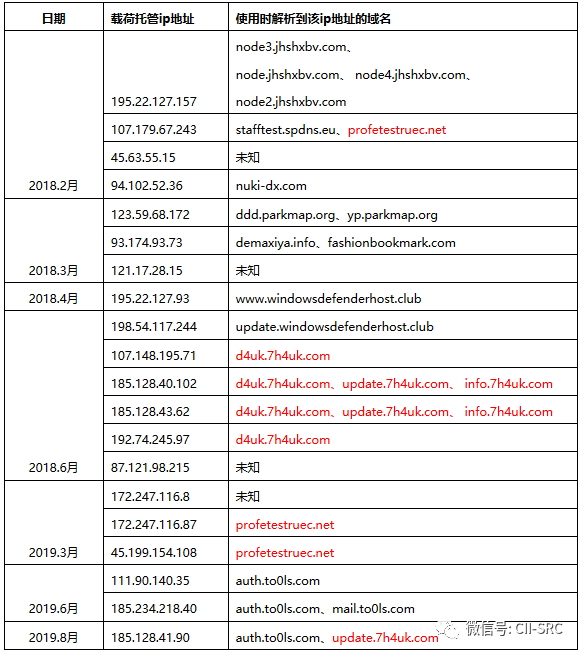 日期 载荷托管ip地址 使用时解析到该ip地址的域名
node3.jhshxbv.com、
node.jhshxbv.com、 node4.jhshxbv.com、
195.22.127.157 node2.jhshxbv.com
107.179.67.243 stafftest.spdns.eu、profetestruec.net
45.63.55.15 未知
2018.2月 94.102.52.36 nuki-dx.com
123.59.68.172 ddd.parkmap.org、yp.parkmap.org
93.174.93.73 demaxiya.info、fashionbookmark.com
2018.3月 121.17.28.15 未知
2018.4月 195.22.127.93 www.windowsdefenderhost.club
198.54.117.244 update.windowsdefenderhost.club
107.148.195.71 d4uk.7h4uk.com
185.128.40.102 d4uk.7h4uk.com、update.7h4uk.com、 info.7h4uk.com
185.128.43.62 d4uk.7h4uk.com、update.7h4uk.com、 info.7h4uk.com
192.74.245.97 d4uk.7h4uk.com
2018.6月 87.121.98.215 未知
172.247.116.8 未知
172.247.116.87 profetestruec.net
2019.3月 45.199.154.108 profetestruec.net
111.90.140.35 auth.to0ls.com
2019.6月 185.234.218.40 auth.to0ls.com、mail.to0ls.com
2019.8月 185.128.41.90 auth.to0ls.com、update.7h4uk.com
微信号: CII-SRC